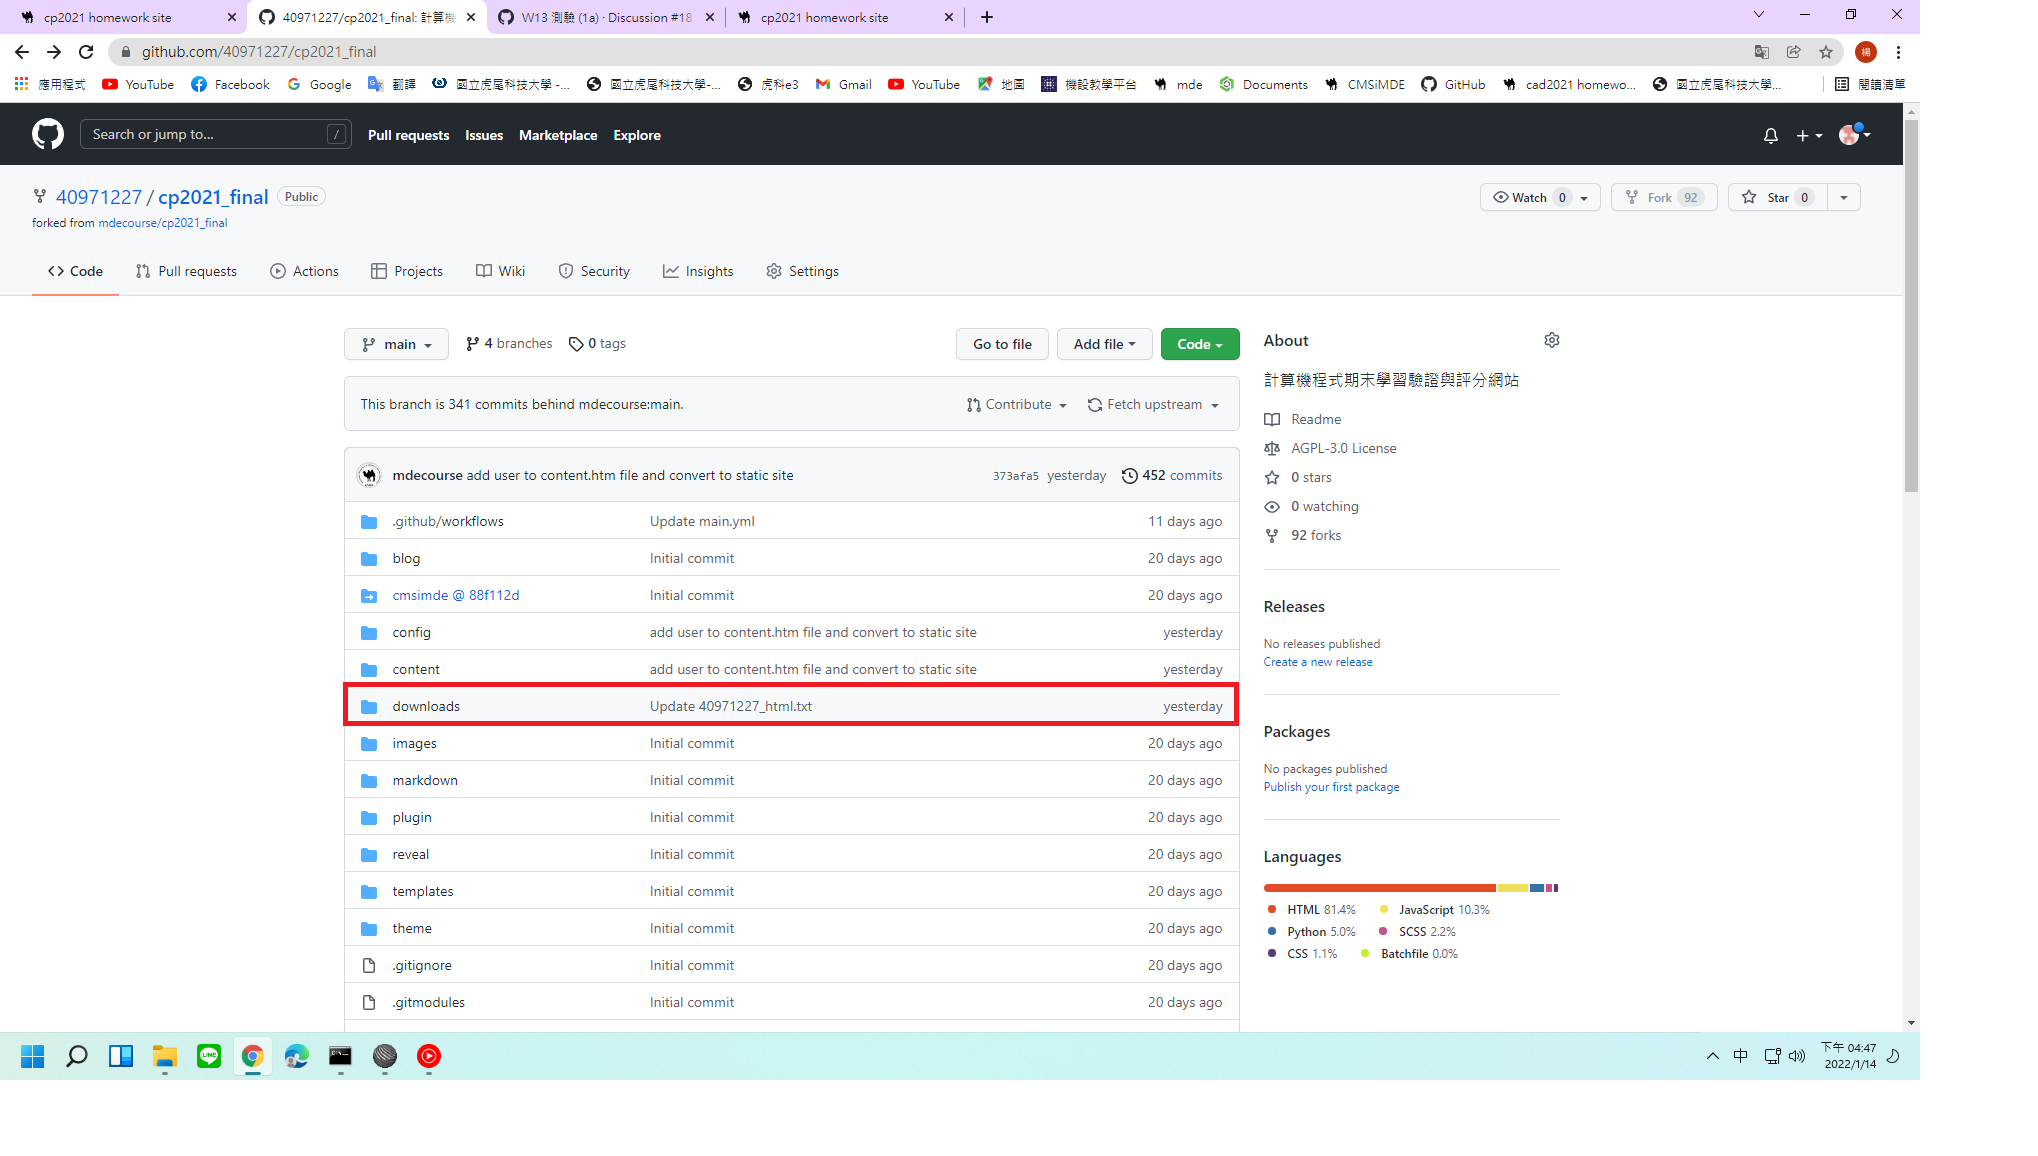 cp2021 homework site
40971227/cp2021_final: 計算機
W13 測驗 (1a) · Discussion #18
cp2021 homework site
github.com/40971227/cp2021_final
楊
應用程式 YouTube Facebook Google 翻譯 國立虎尾科技大學 -... 國立虎尾科技大學-... 虎科e3 Gmail YouTube 地圖 機設教學平台 mde Documents CMSiMDE GitHub cad2021 homewo... 國立虎尾科技大學... 閱讀清單
Search or jump to... / Pull requests Issues Marketplace Explore
40971227 / cp2021_final Public
Watch 0 Fork 92 Star 0
forked from mdecourse/cp2021_final
Code Pull requests Actions Projects Wiki Security Insights Settings
main 4 branches 0 tags Go to file Add file Code
This branch is 341 commits behind mdecourse:main. Contribute Fetch upstream
mdecourse add user to content.htm file and convert to static site 373afa5 yesterday 452 commits
.github/workflows Update main.yml 11 days ago
blog Initial commit 20 days ago
cmsimde @ 88f112d Initial commit 20 days ago
config add user to content.htm file and convert to static site yesterday
content add user to content.htm file and convert to static site yesterday
downloads Update 40971227_html.txt yesterday
images Initial commit 20 days ago
markdown Initial commit 20 days ago
plugin Initial commit 20 days ago
reveal Initial commit 20 days ago
templates Initial commit 20 days ago
theme Initial commit 20 days ago
.gitignore Initial commit 20 days ago
.gitmodules Initial commit 20 days ago
About
計算機程式期末學習驗證與評分網站
Readme
AGPL-3.0 License
0 stars
0 watching
92 forks
Releases
No releases published
Create a new release
Packages
No packages published
Publish your first package
Languages
HTML 81.4% JavaScript 10.3%
Python 5.0% SCSS 2.2%
CSS 1.1% Batchfile 0.0%
LINE
中
下午 04:47
2022/1/14